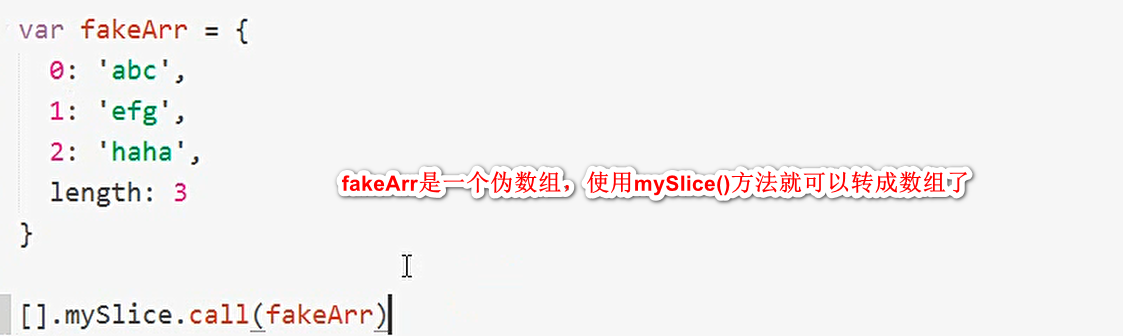 var fakeArr = {
0: 'abc',
1: 'efg',
2: 'haha',
fakeArr是一个伪数组，使用mySlice()方法就可以转成数组了
length: 3
}
[].mySlice.call(fakeArr)